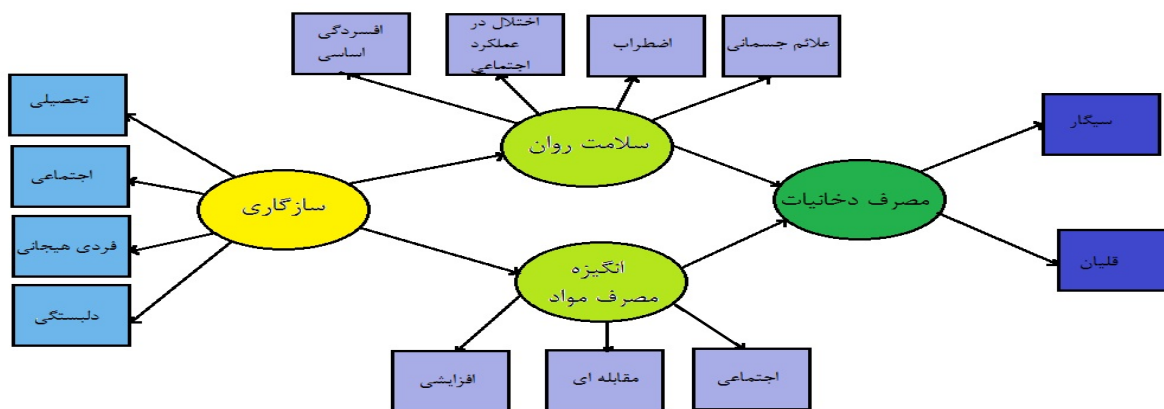 علائم جسمانی
اضطراب
اختلال در
عملکرد
اجتماعی
افسردگی
اساسی
سیگار
قلیان
مصرف دخانیات
سلامت روان
انگیزه
مصرف مواد
سازگاری
تحصیلی
اجتماعی
فردی هیجانی
دلبستگی
اجتماعی
مقابله ای
افزایشی